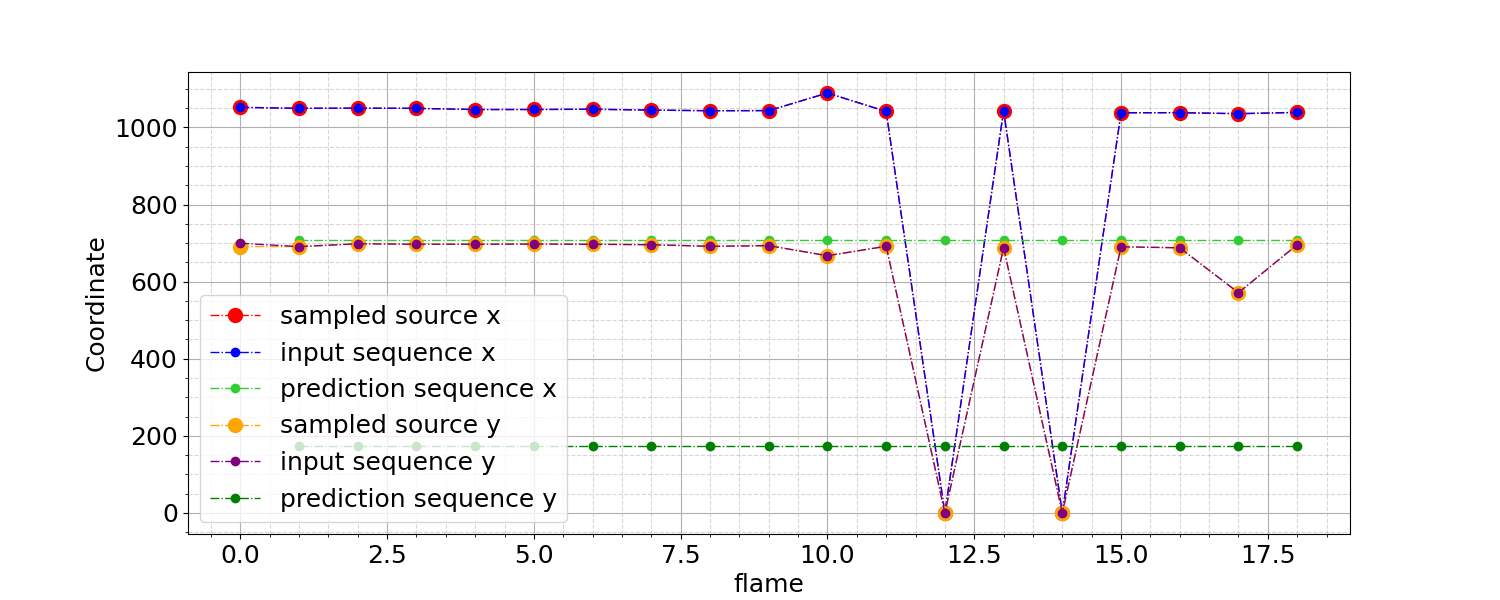 1000
800
600
400
200
0
Coordinate
sampled source x
input sequence x
prediction sequence x
sampled source y
input sequence y
prediction sequence y
0.0 2.5 5.0 7.5 10.0 12.5 15.0 17.5
flame